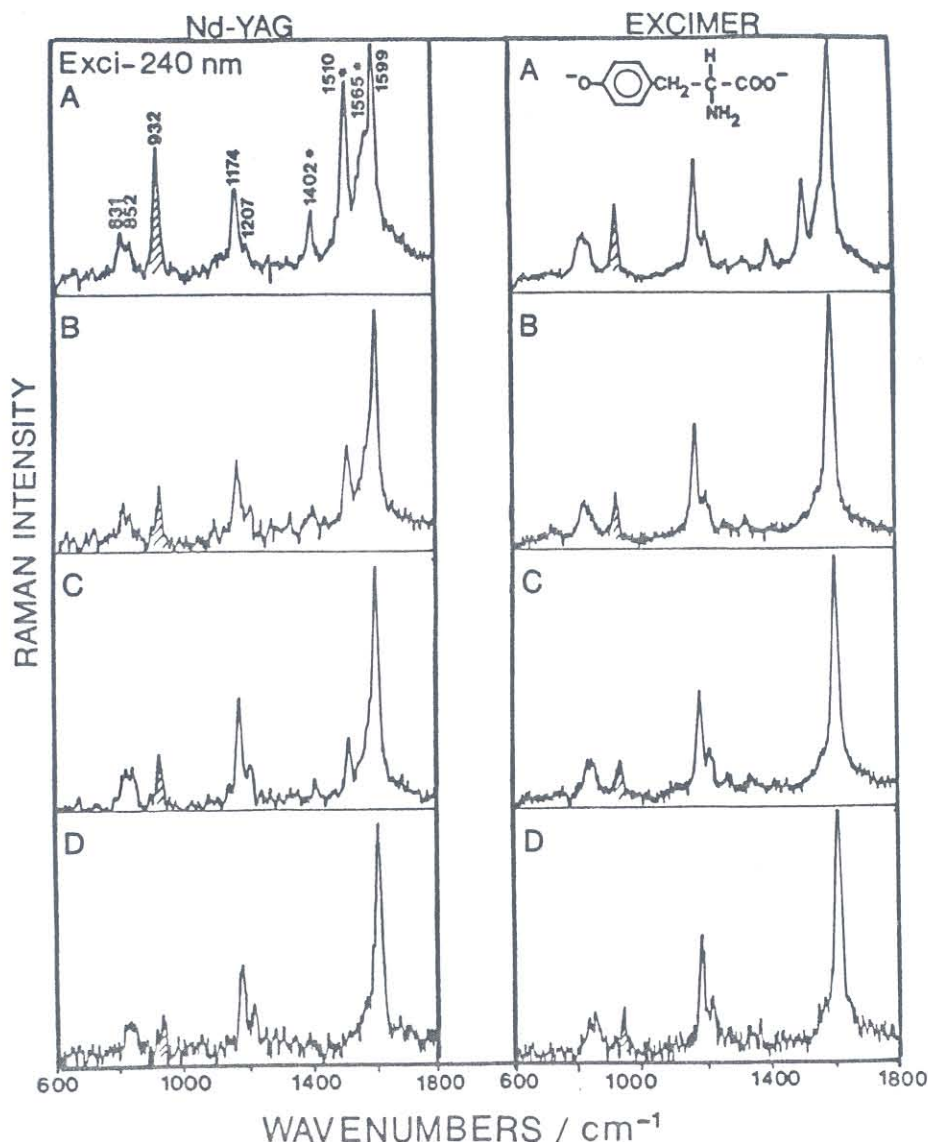 Nd-YAG
EXCIMER
Exci-240 nm
A
831
852
932
1174
1207
1402*
1510*
1565*
1599
A
⁻O
CH₂-C-COO⁻
H
NH₂
B
B
C
C
D
D
RAMAN INTENSITY
600 1000 1400 1800
600 1000 1400 1800
WAVENUMBERS / cm⁻¹